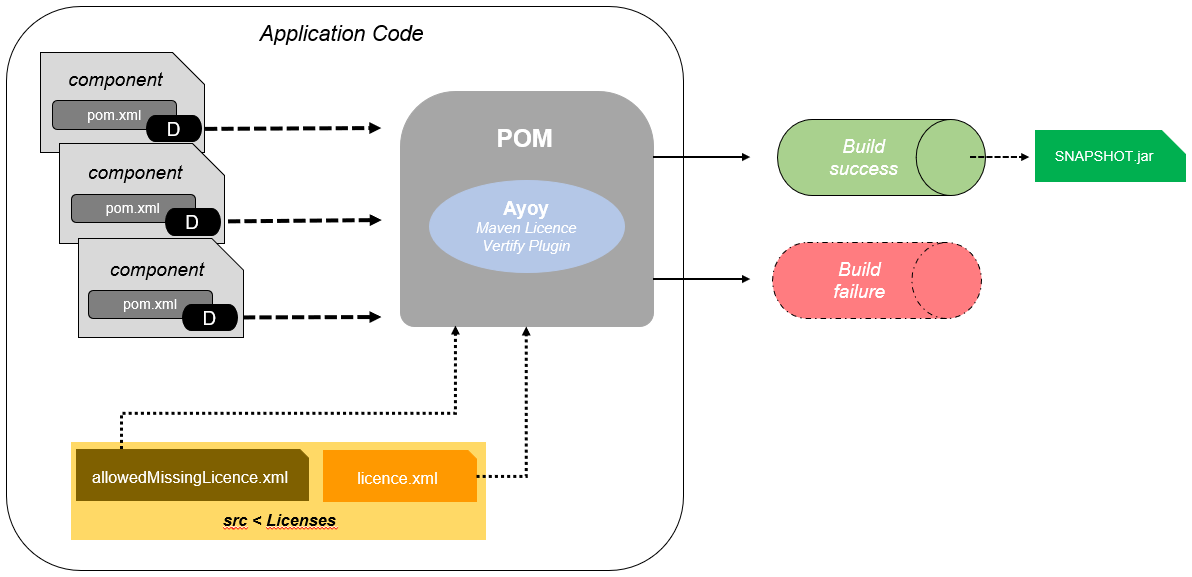 Application Code
component
pom.xml
D
component
pom.xml
D
component
pom.xml
D
POM
Ayoy
Maven Licence
Vertify Plugin
Build
success
SNAPSHOT.jar
Build
failure
allowedMissingLicence.xml
licence.xml
src < Licenses